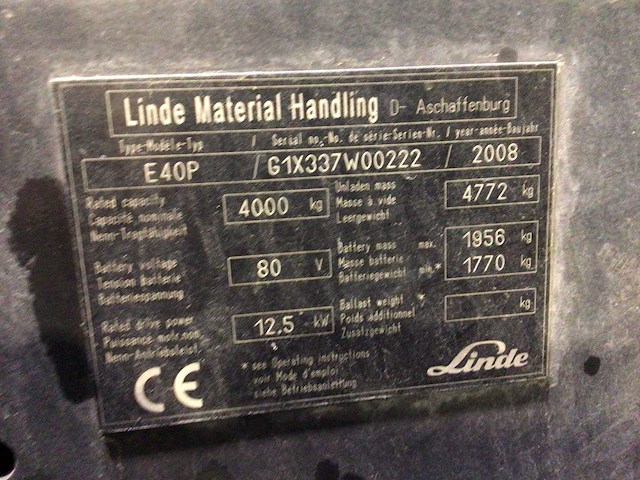 Linde Material Handling D- Aschaffenburg
Type-Modèle-Typ / Serial no.-No. de série-Serien-Nr. / year-année-Baujahr
E40P / G1X337W00222 / 2008
Rated capacity
Capacité nominale
Nenn-Tragfähigkeit
4000 kg
Unladen mass
Masse à vide
Leergewicht
4772 kg
Battery voltage
Tension batterie
Batteriespannung
80 V
Battery mass max.
Masse batterie
Batteriegewicht min.*
1956 kg
1770 kg
Rated drive power
Puissance motr.nom.
Nenn-Antriebsleist.
12.5 kW
Ballast weight *
Poids additionnel
Zusatzgewicht
kg
* see Operating instructions
voir Mode d'emploi
siehe Betriebsanleitung
CE
Linde